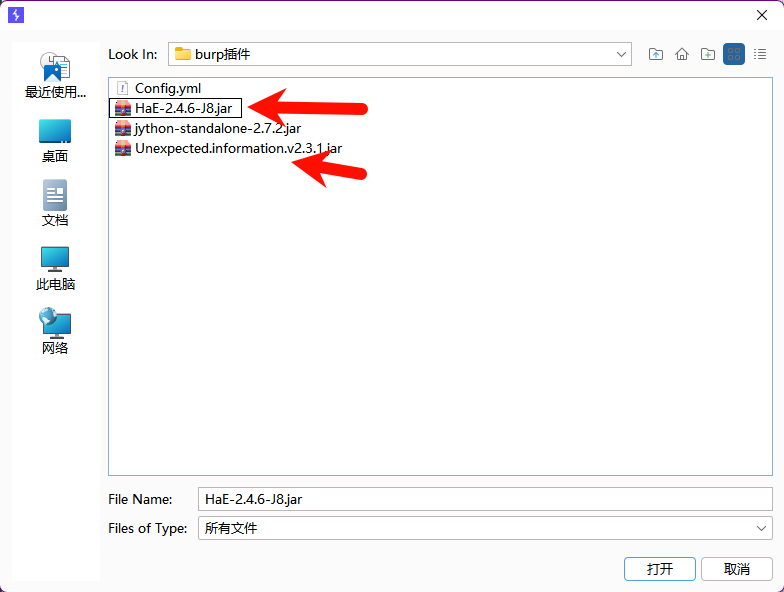 Look In:
burp插件
最近使用...
桌面
文档
此电脑
网络
Config.yml
HaE-2.4.6-J8.jar
jython-standalone-2.7.2.jar
Unexpected.information.v2.3.1.jar
File Name:
HaE-2.4.6-J8.jar
Files of Type:
所有文件
打开
取消